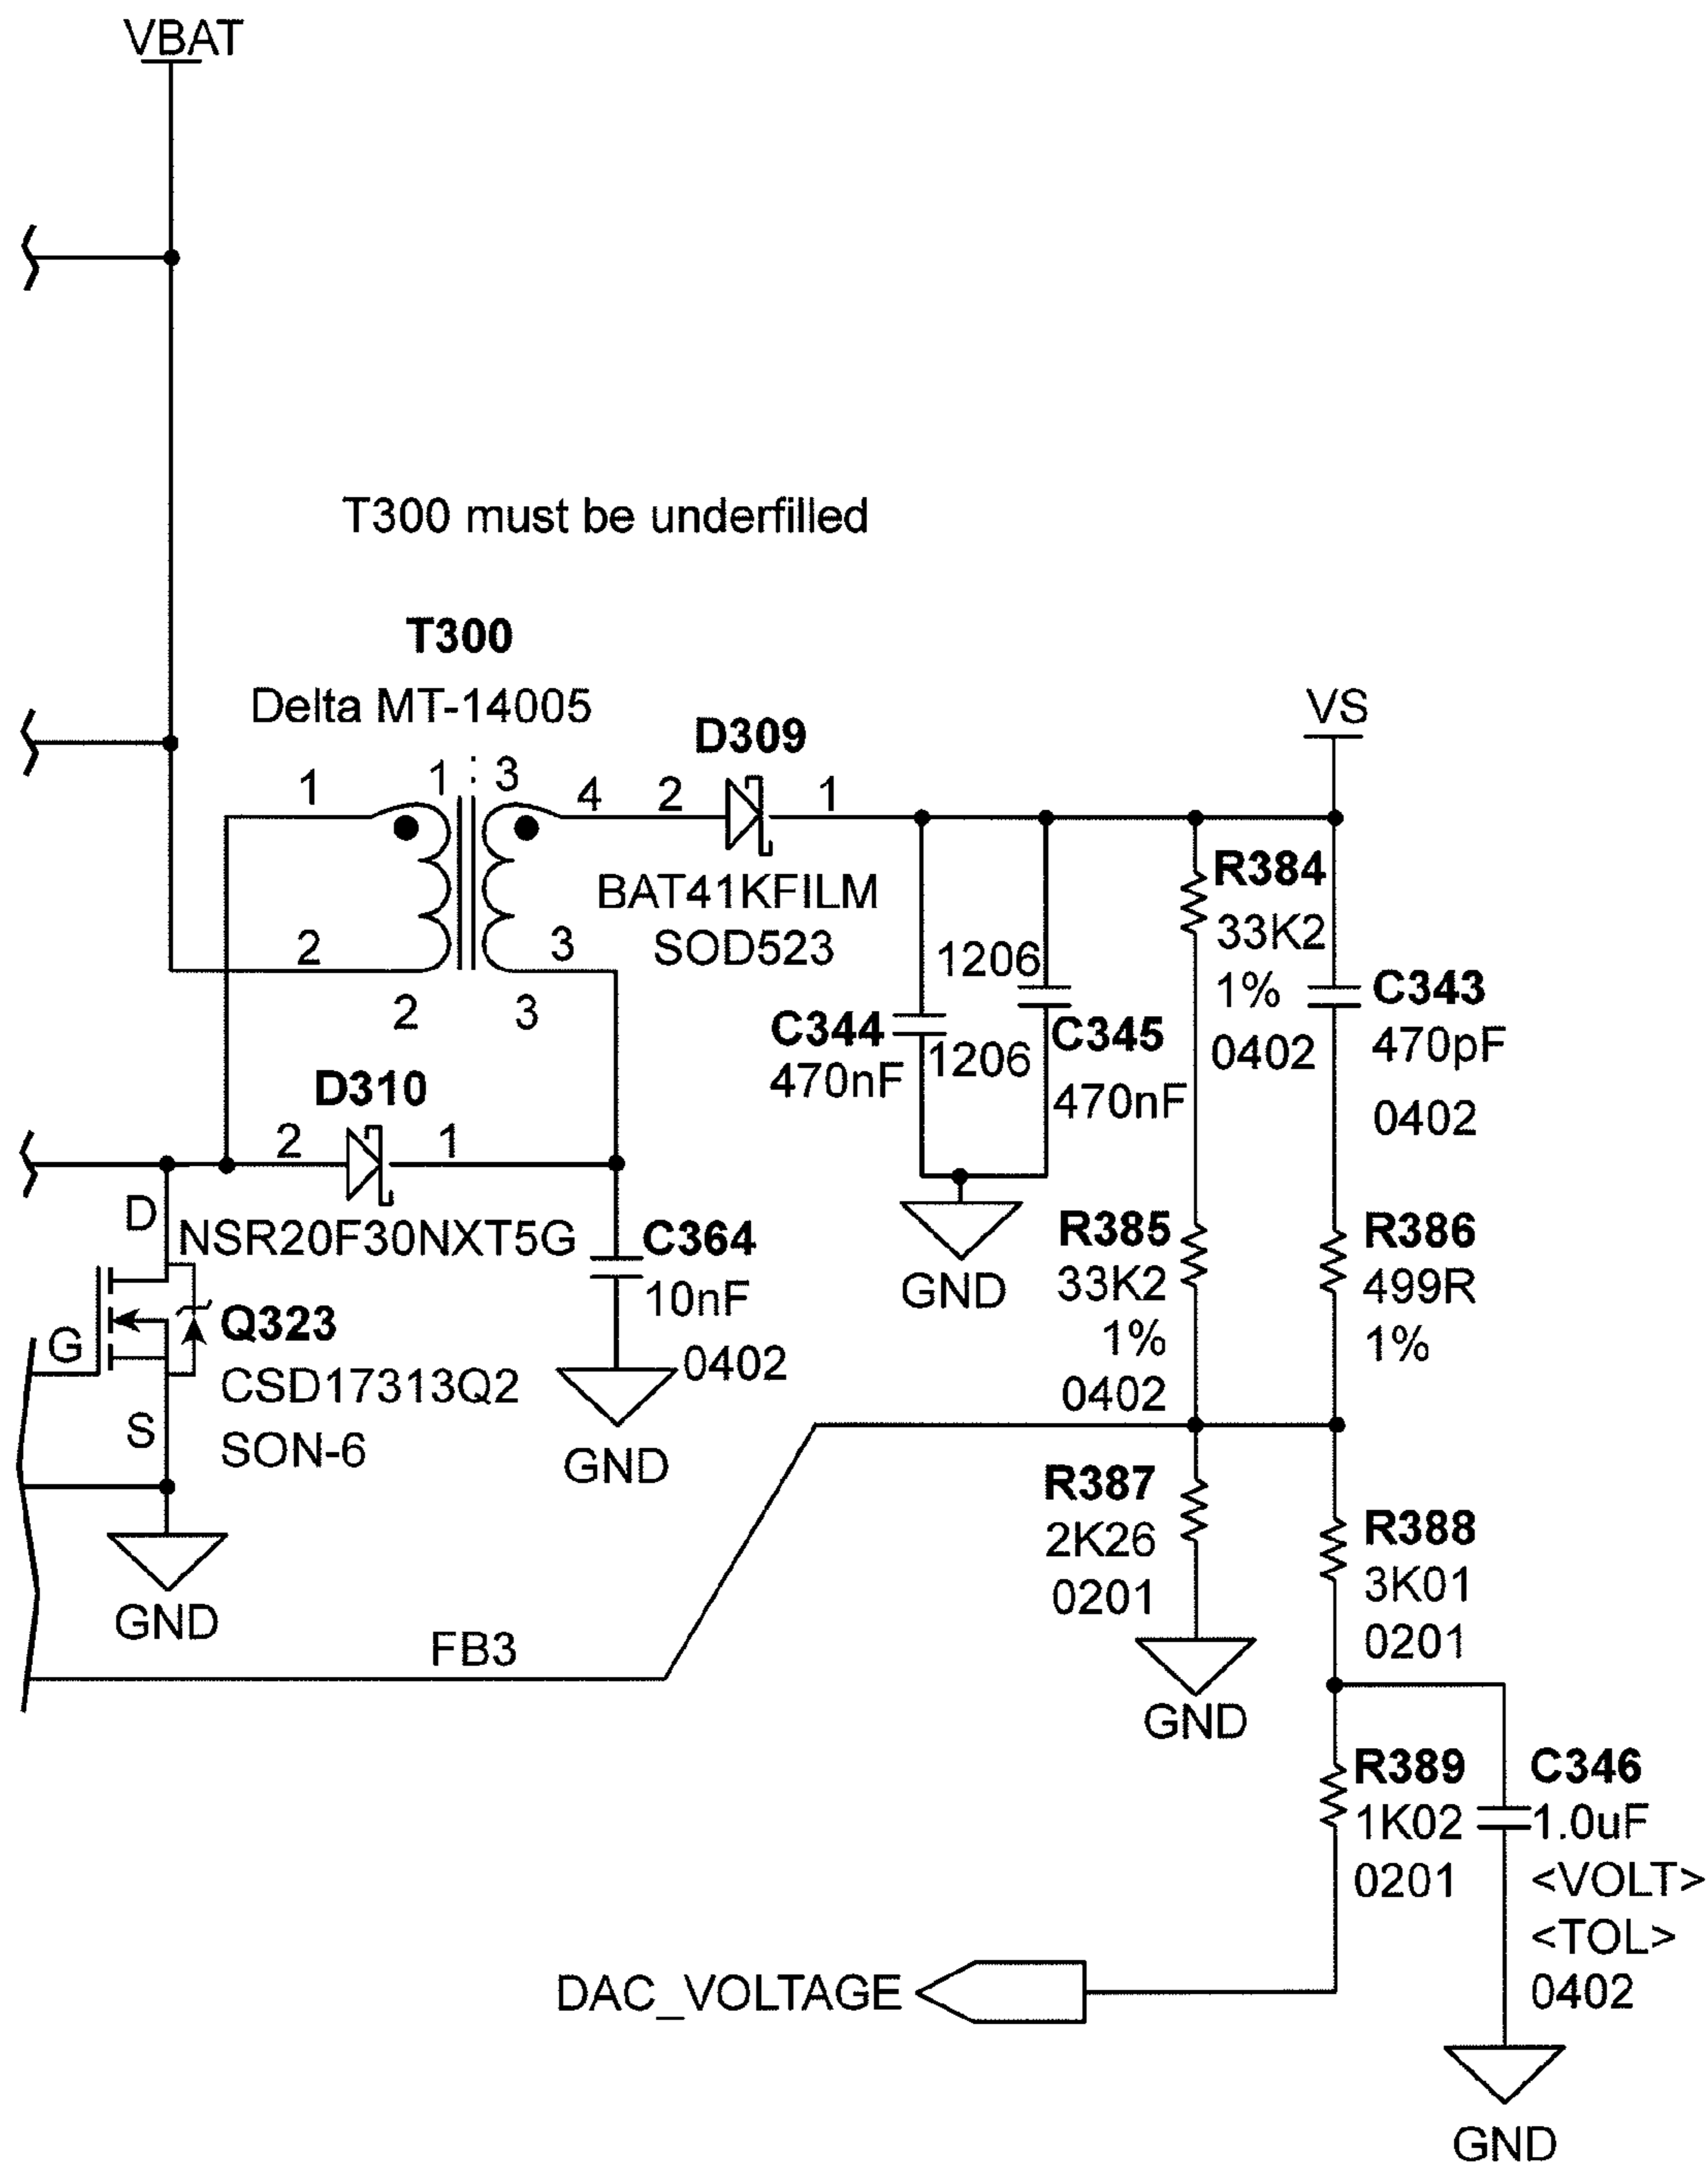 VBAT
T300 must be underfilled
T300
Delta MT-14005
VS
D309
1 : 3
1
4
2
1
BAT41KFILM
SOD523
2
3
2
3
R384
33K2
1%
0402
1206
C344
470nF
1206
C345
470nF
C343
470pF
0402
D310
2
1
NSR20F30NXT5G
D
G
S
Q323
CSD17313Q2
SON-6
GND
C364
10nF
0402
GND
GND
R385
33K2
1%
0402
R386
499R
1%
R387
2K26
0201
GND
R388
3K01
0201
FB3
R389
1K02
0201
C346
1.0uF
<VOLT>
<TOL>
0402
DAC_VOLTAGE
GND